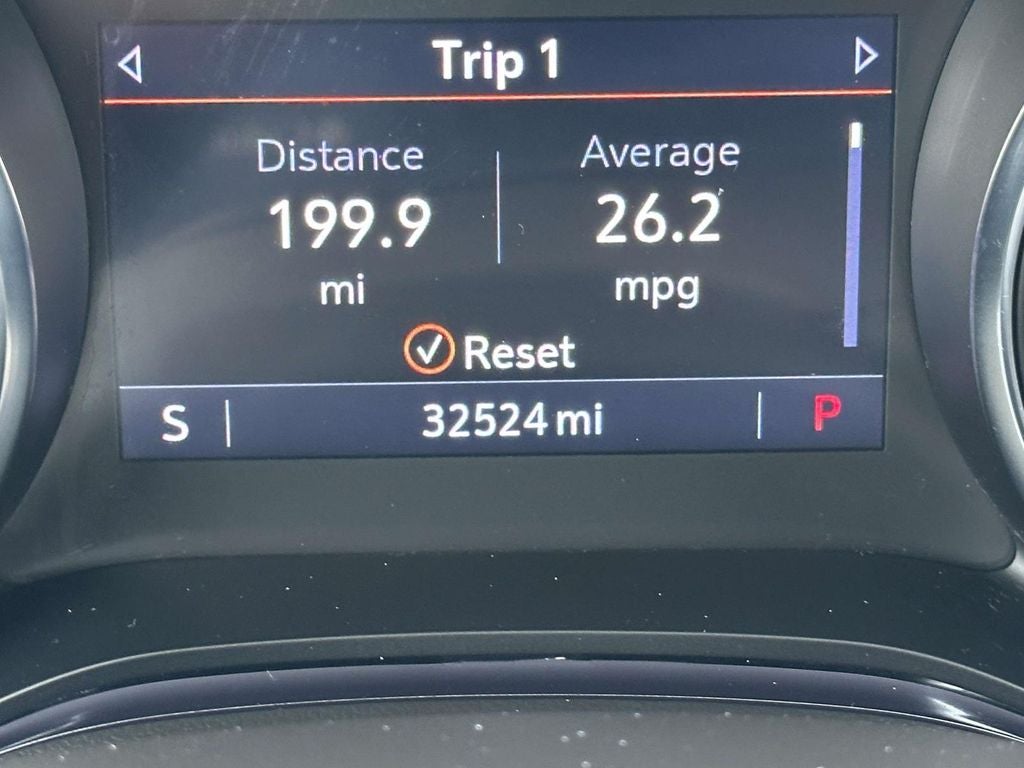 Trip 1
Distance
Average
199.9
26.2
mi
mpg
Reset
S
32524 mi
P